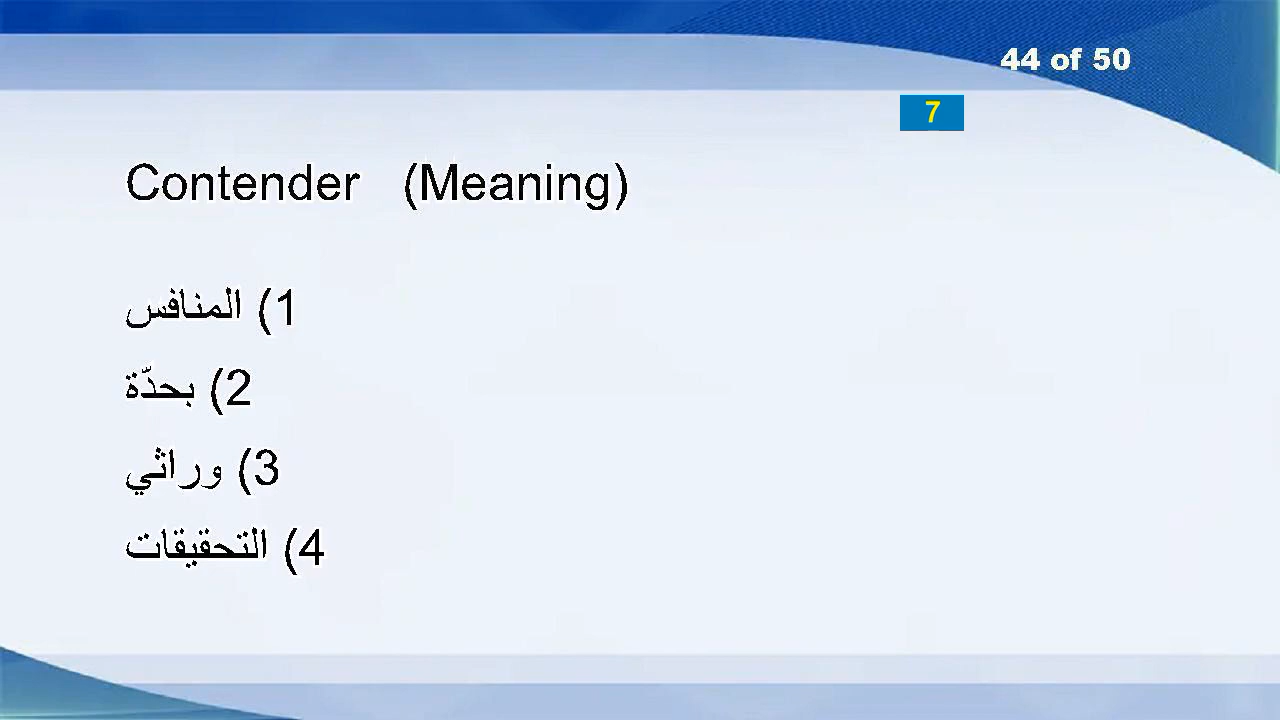 44 of 50
7
Contender (Meaning)
1) المنافس
2) بحدّة
3) وراثي
4) التحقيقات